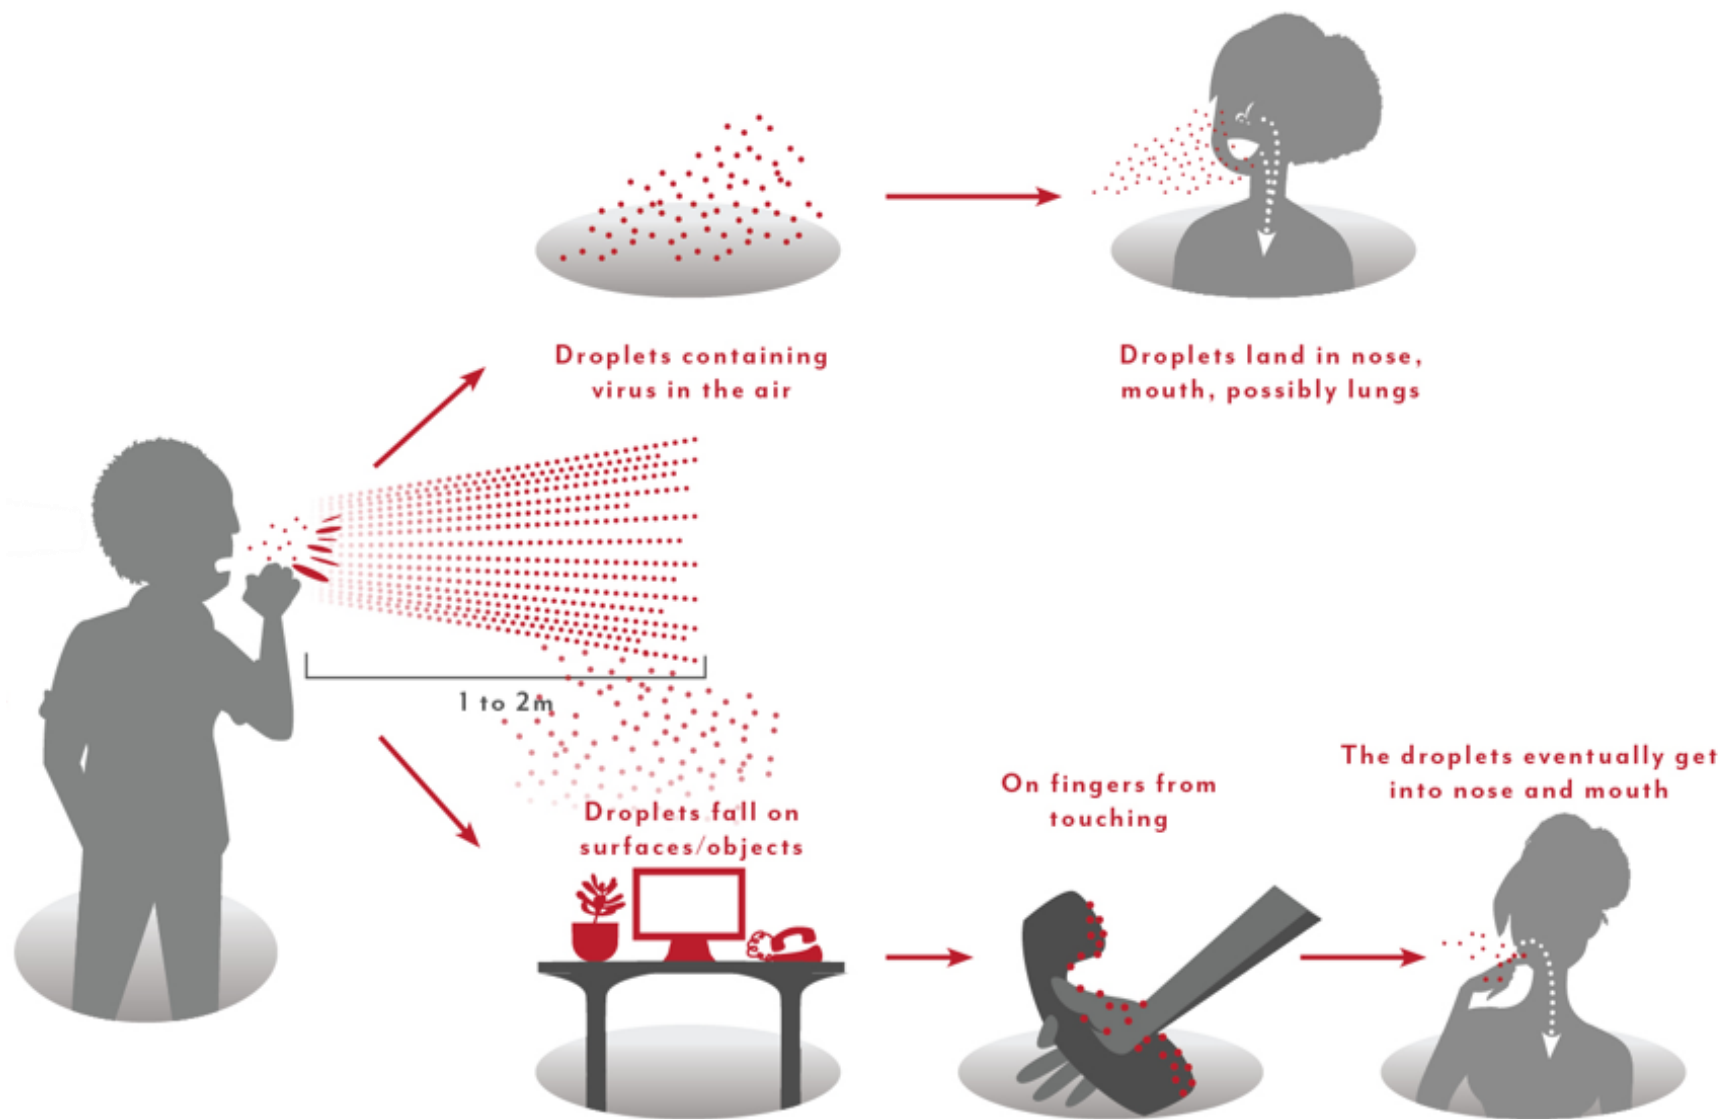 Droplets containing
virus in the air
Droplets land in nose,
mouth, possibly lungs
1 to 2m
Droplets fall on
surfaces/objects
On fingers from
touching
The droplets eventually get
into nose and mouth